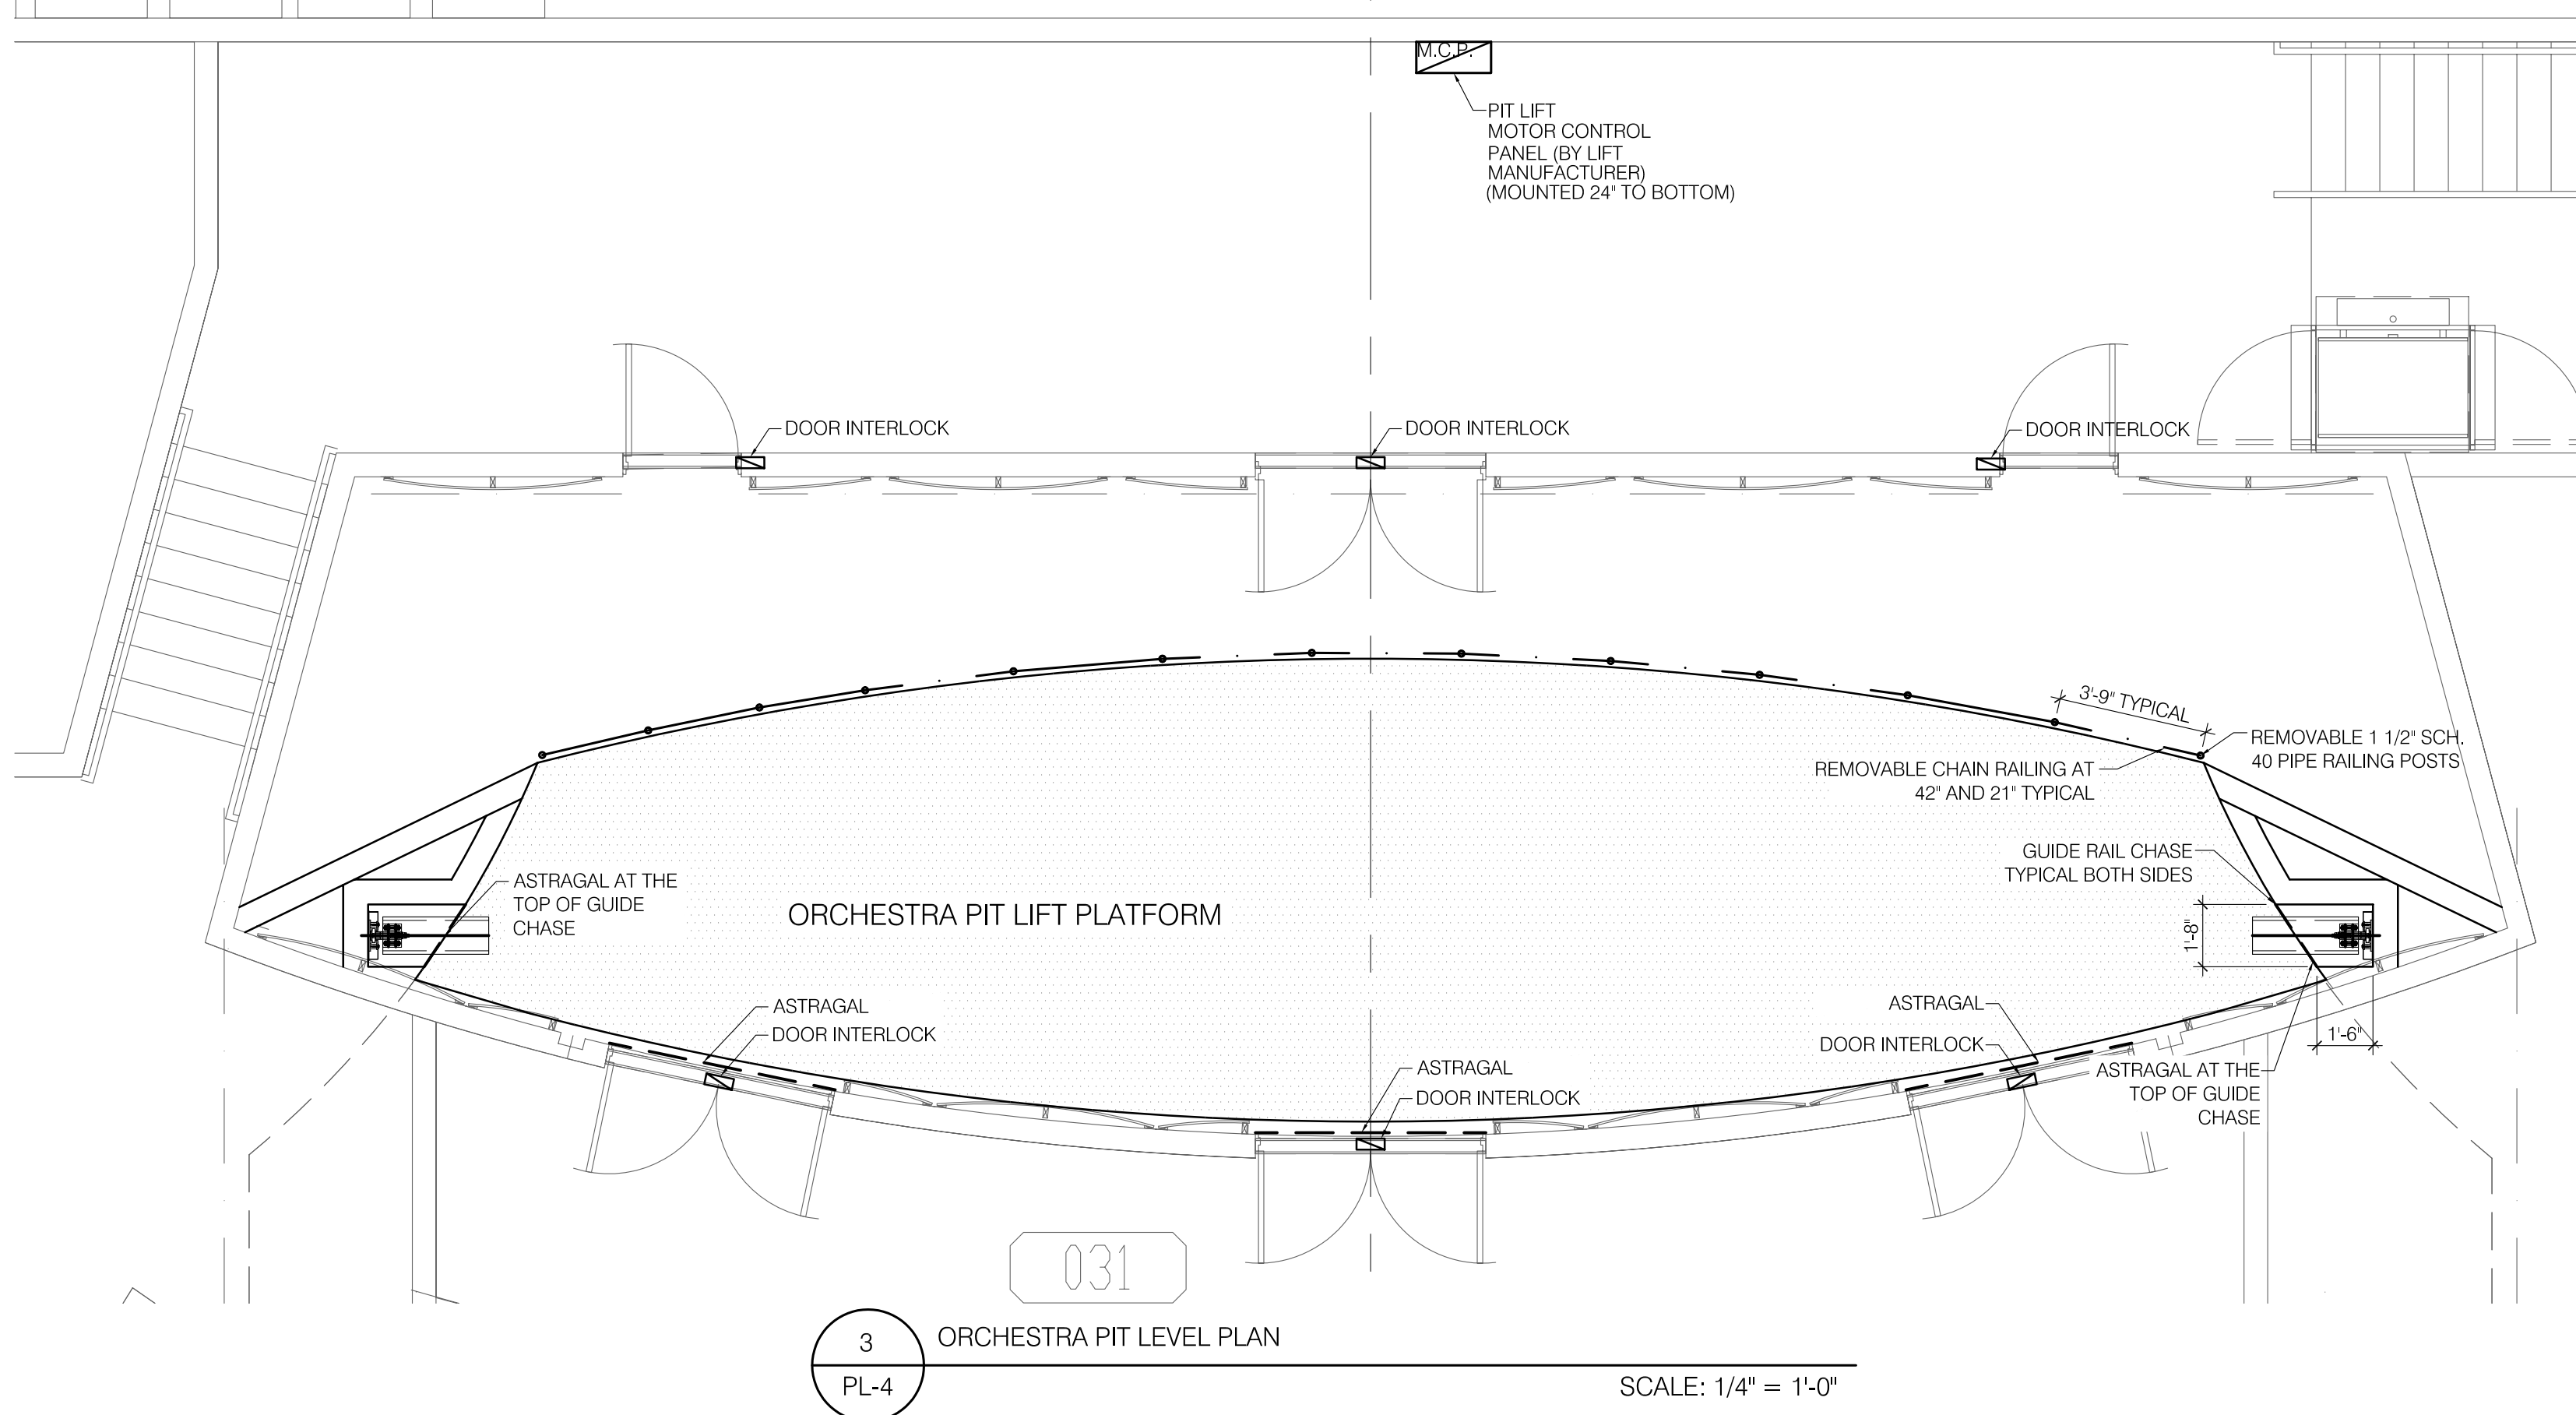 M.C.P.
PIT LIFT
MOTOR CONTROL
PANEL (BY LIFT
MANUFACTURER)
(MOUNTED 24" TO BOTTOM)
DOOR INTERLOCK
DOOR INTERLOCK
DOOR INTERLOCK
3'-9" TYPICAL
REMOVABLE 1 1/2" SCH.
40 PIPE RAILING POSTS
REMOVABLE CHAIN RAILING AT
42" AND 21" TYPICAL
GUIDE RAIL CHASE
TYPICAL BOTH SIDES
ASTRAGAL AT THE
TOP OF GUIDE
CHASE
ORCHESTRA PIT LIFT PLATFORM
1'-8"
ASTRAGAL
DOOR INTERLOCK
ASTRAGAL
DOOR INTERLOCK
1'-6"
ASTRAGAL
DOOR INTERLOCK
ASTRAGAL AT THE
TOP OF GUIDE
CHASE
031
3
ORCHESTRA PIT LEVEL PLAN
PL-4
SCALE: 1/4" = 1'-0"